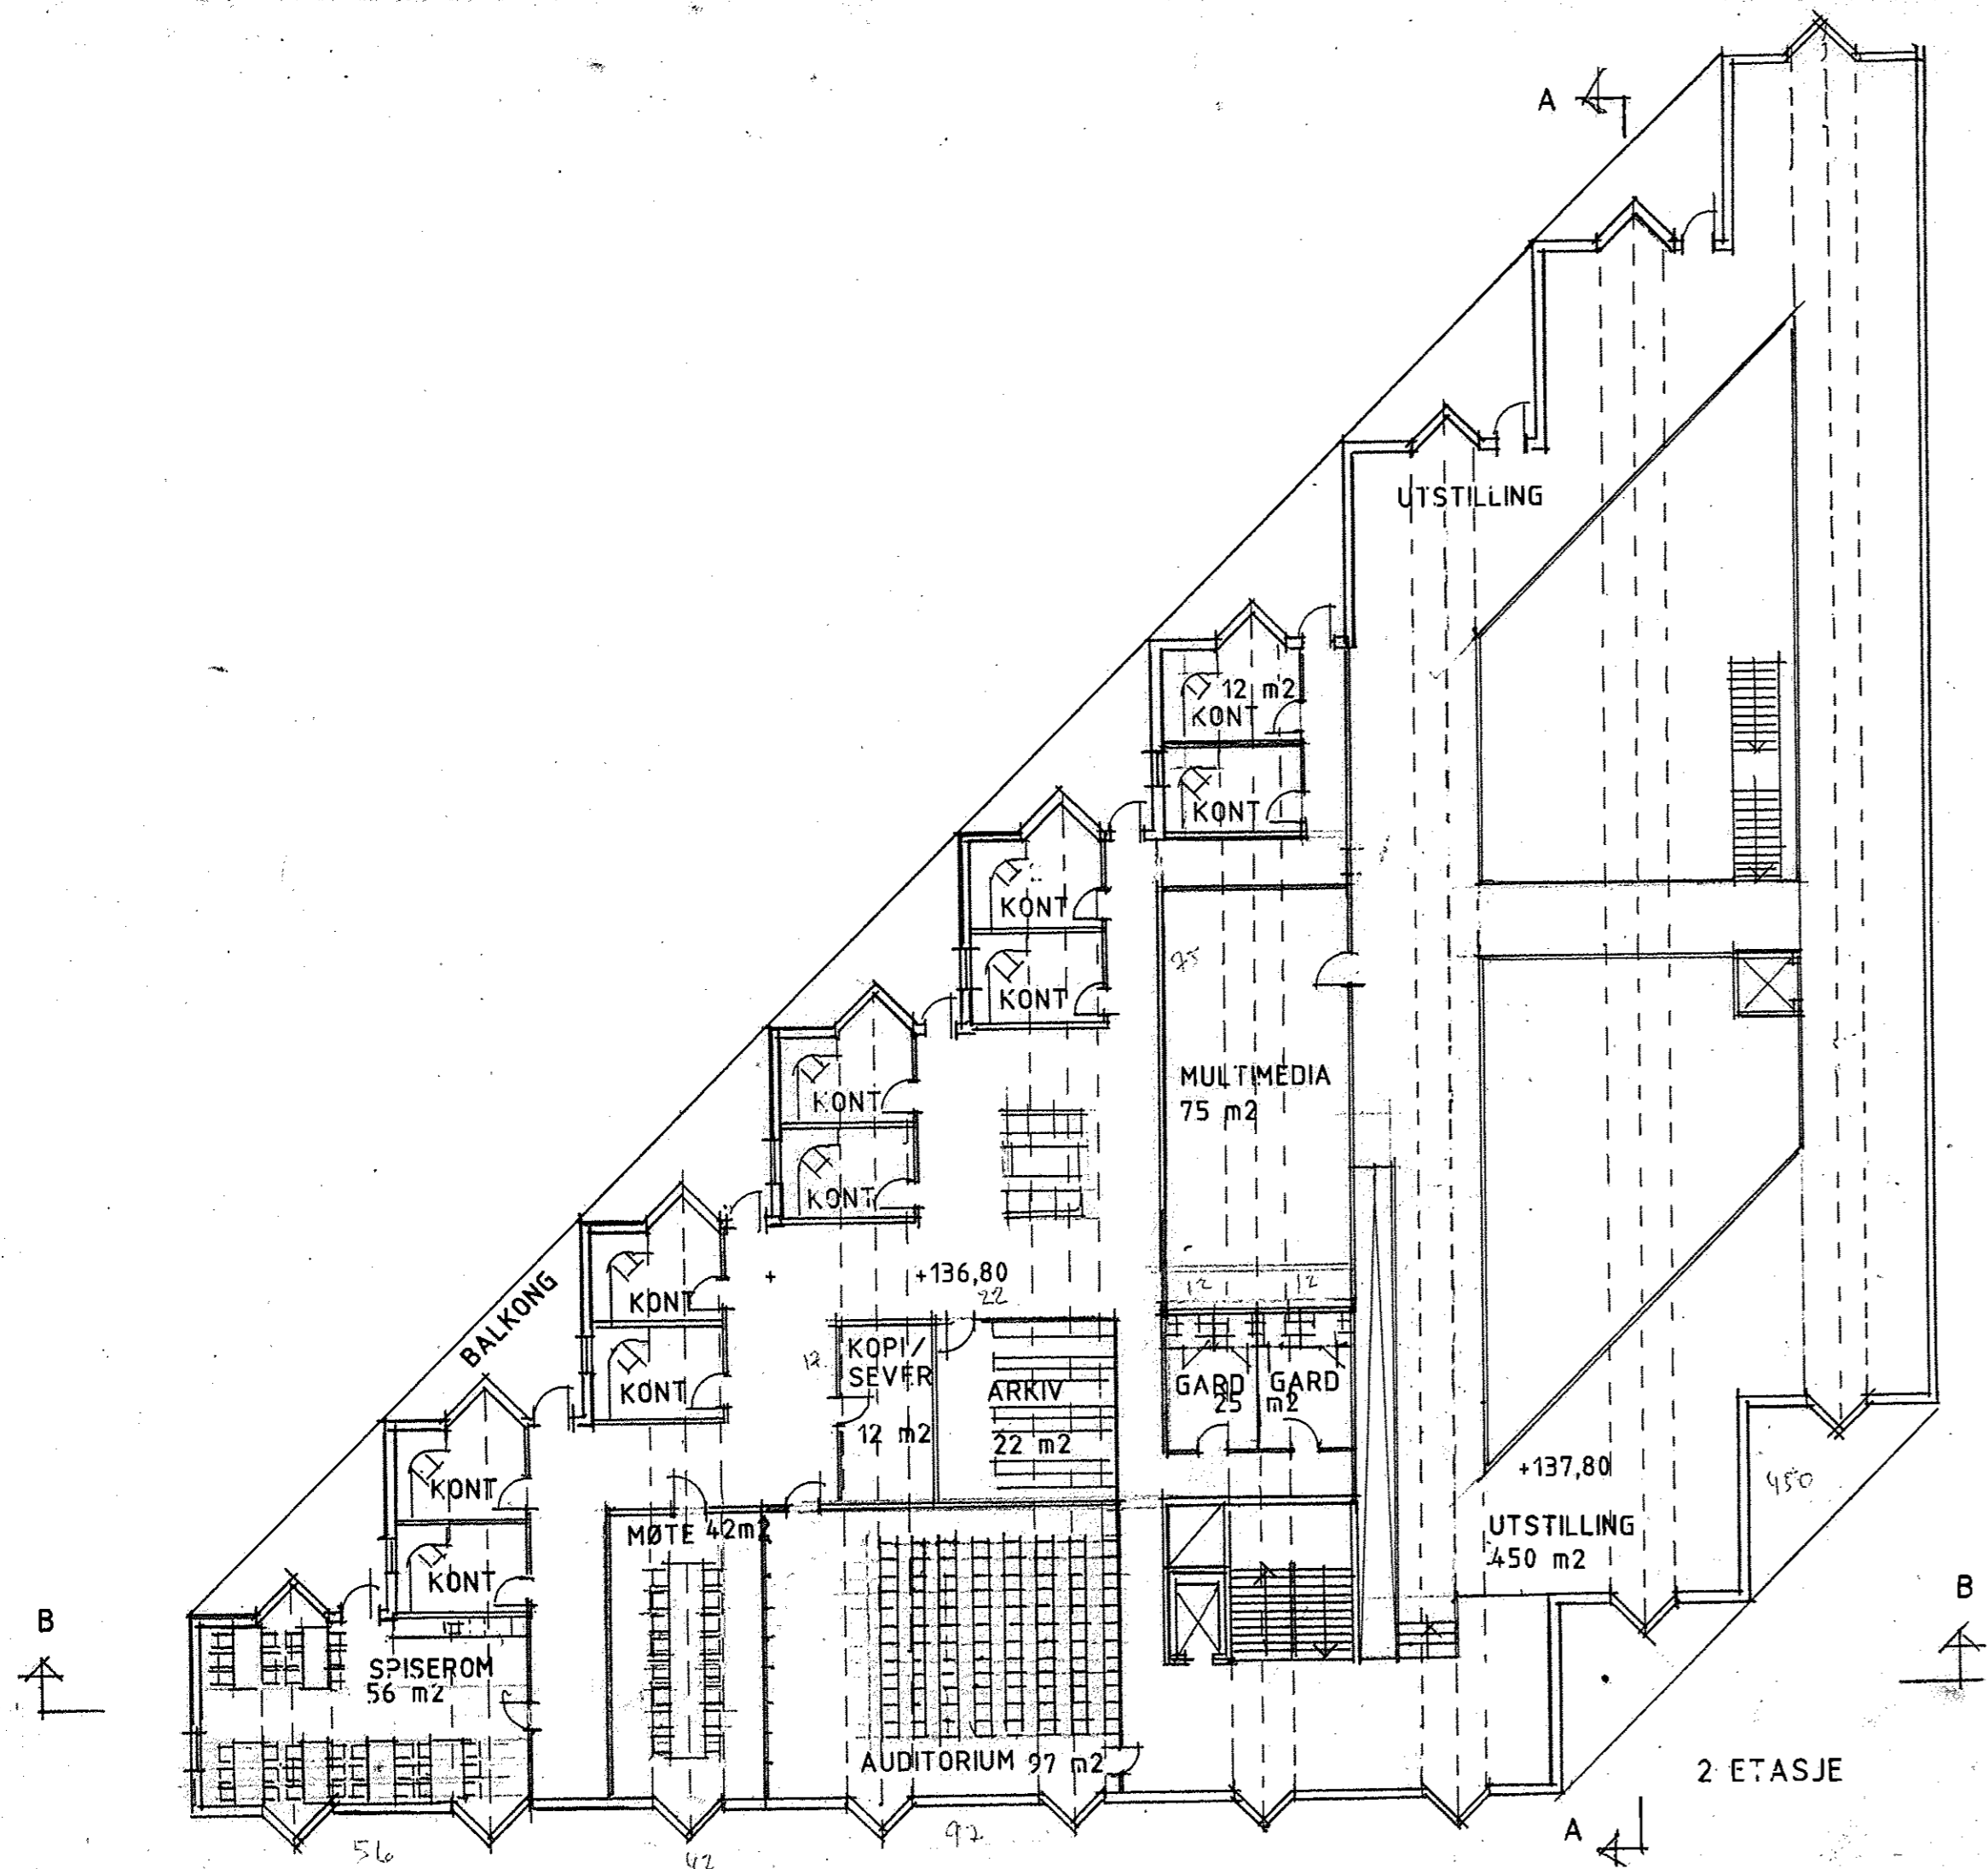 A
UTSTILLING
12 m2
KONT
KONT
KONT
KONT
KONT
KONT
75
MULTIMEDIA
75 m2
KONT
KONT
BALKONG
+136,80
22
12
12
12
KOPI/
SEVER
12 m2
ARKIV
22 m2
GARD
GARD
25 m2
KONT
KONT
MØTE 42m2
+137,80
450
UTSTILLING
450 m2
B
B
SPISEROM
56 m2
AUDITORIUM 97 m2
2 ETASJE
A
56
42
92